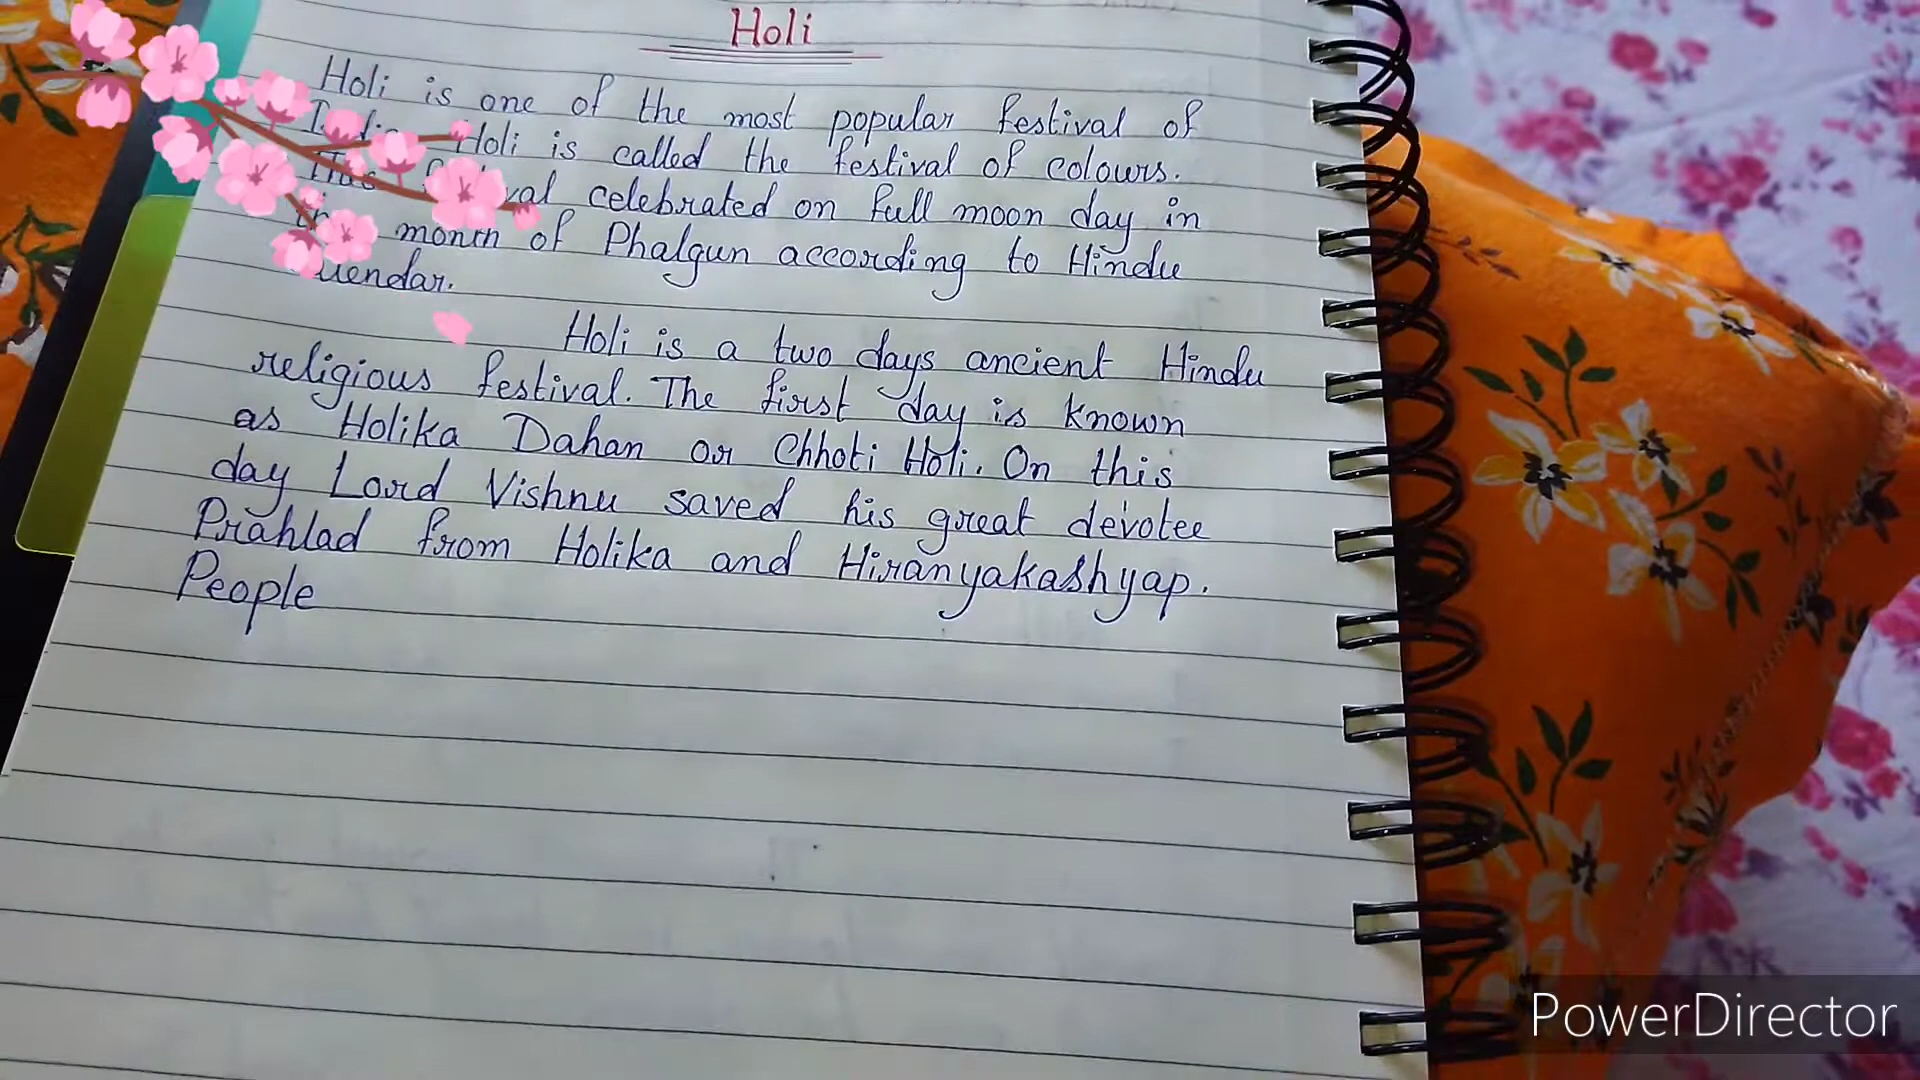 Holi
Holi is one of the most popular festival of
Holi is called the festival of colours.
celebrated on full moon day in
month of Phalgun according to Hindu
Holi is a two days ancient Hindu
religious festival. The first day is known
as Holika Dahan or Chhoti Holi. On this
day Lord Vishnu saved his great devotee
Prahlad from Holika and Hiranyakashyap.
People
PowerDirector